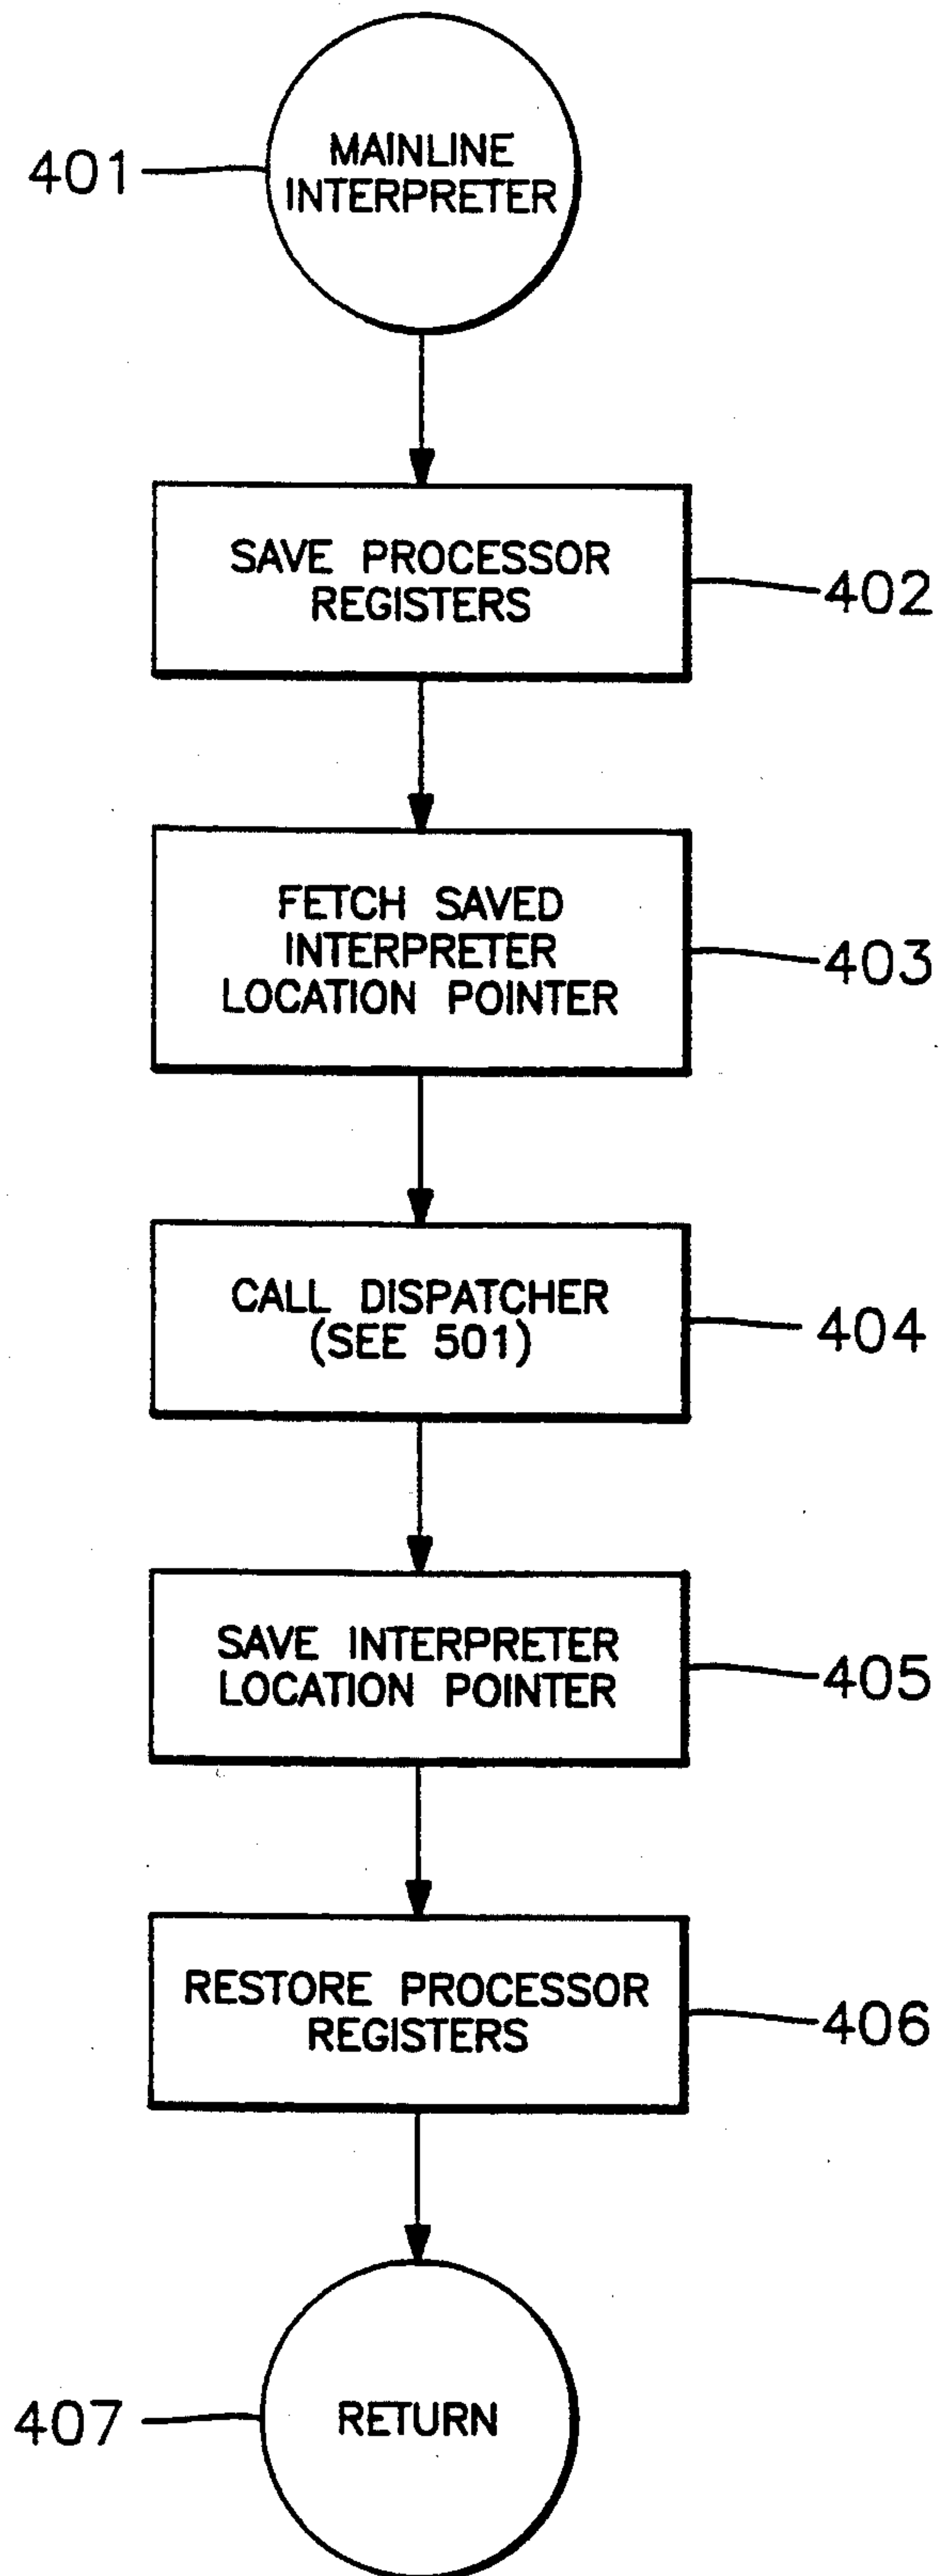 MAINLINE
INTERPRETER
401
SAVE PROCESSOR
REGISTERS
402
FETCH SAVED
INTERPRETER
LOCATION POINTER
403
CALL DISPATCHER
(SEE 501)
404
SAVE INTERPRETER
LOCATION POINTER
405
RESTORE PROCESSOR
REGISTERS
406
RETURN
407